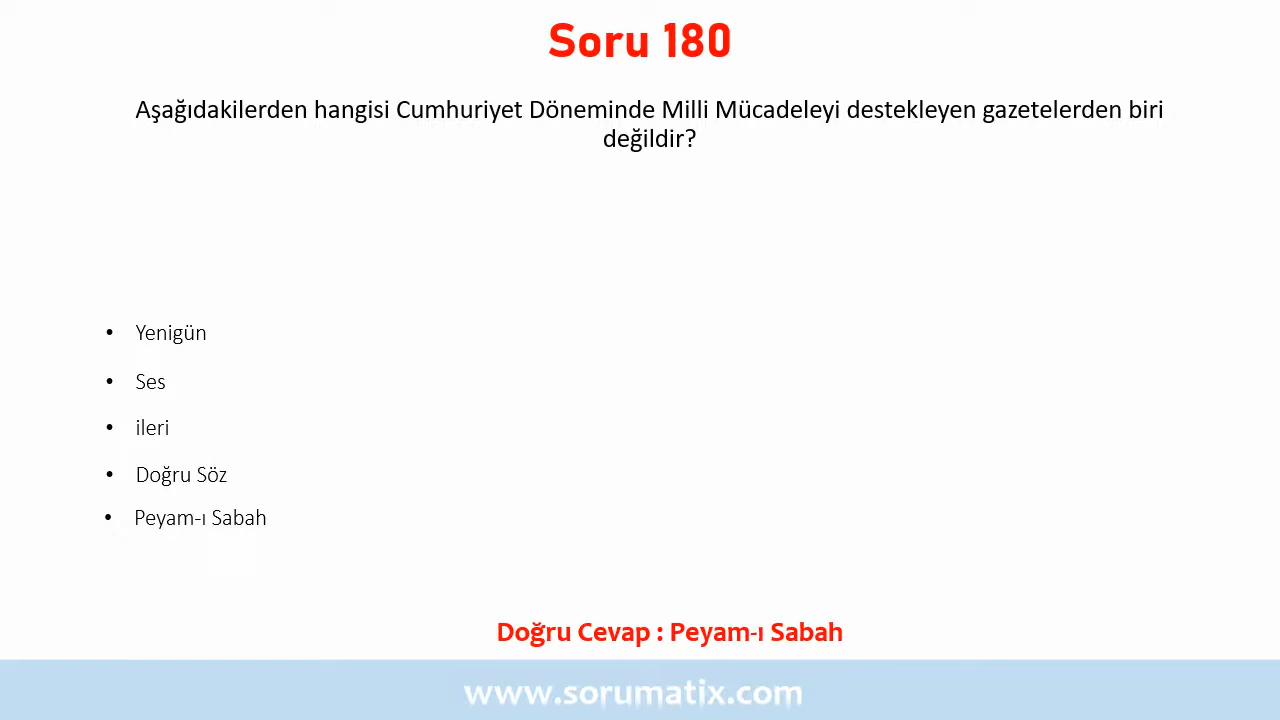 Soru 180
Aşağıdakilerden hangisi Cumhuriyet Döneminde Milli Mücadeleyi destekleyen gazetelerden biri
değildir?
• Yenigün
• Ses
• ileri
• Doğru Söz
• Peyam-ı Sabah
Doğru Cevap : Peyam-ı Sabah
www.sorumatix.com